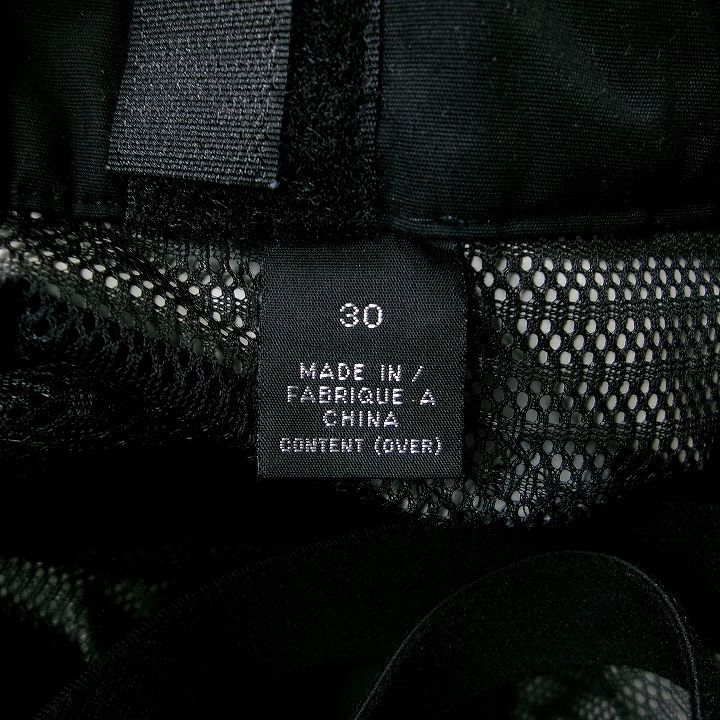 30
MADE IN /
FABRIQUE A
CHINA
CONTENT (OVER)